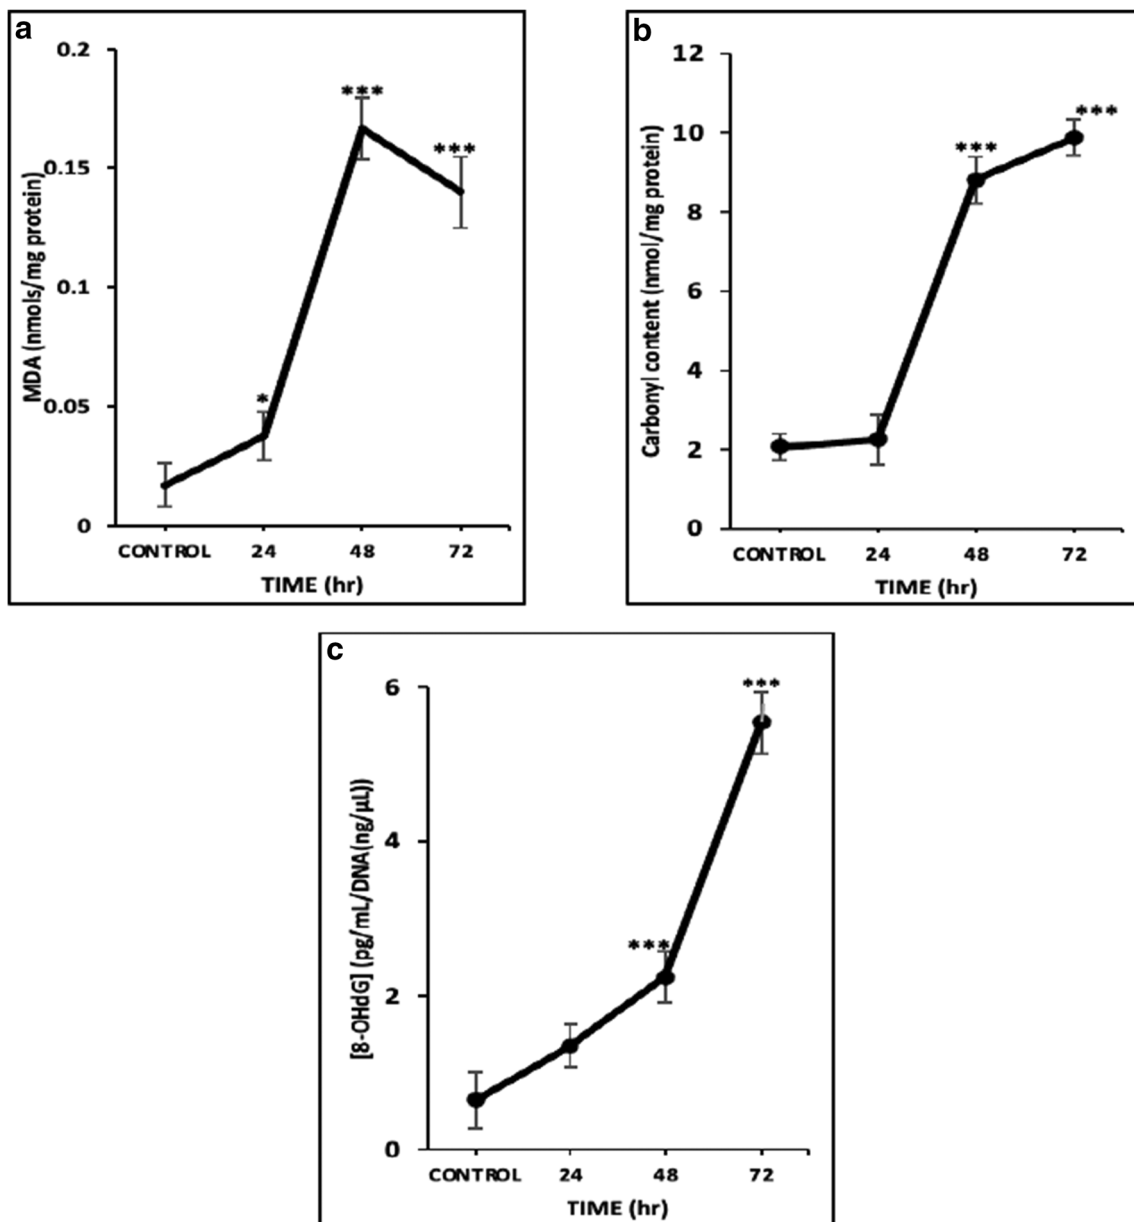 a
0.2
***
***
0.15
MDA (nmols/mg protein)
0.1
*
0.05
0
CONTROL 24 48 72
TIME (hr)
b
12
***
10
***
8
Carbonyl content (nmol/mg protein)
6
4
2
0
CONTROL 24 48 72
TIME (hr)
c
6
***
4
[8-OHdG] (pg/mL/DNA(ng/µL))
***
2
0
CONTROL 24 48 72
TIME (hr)